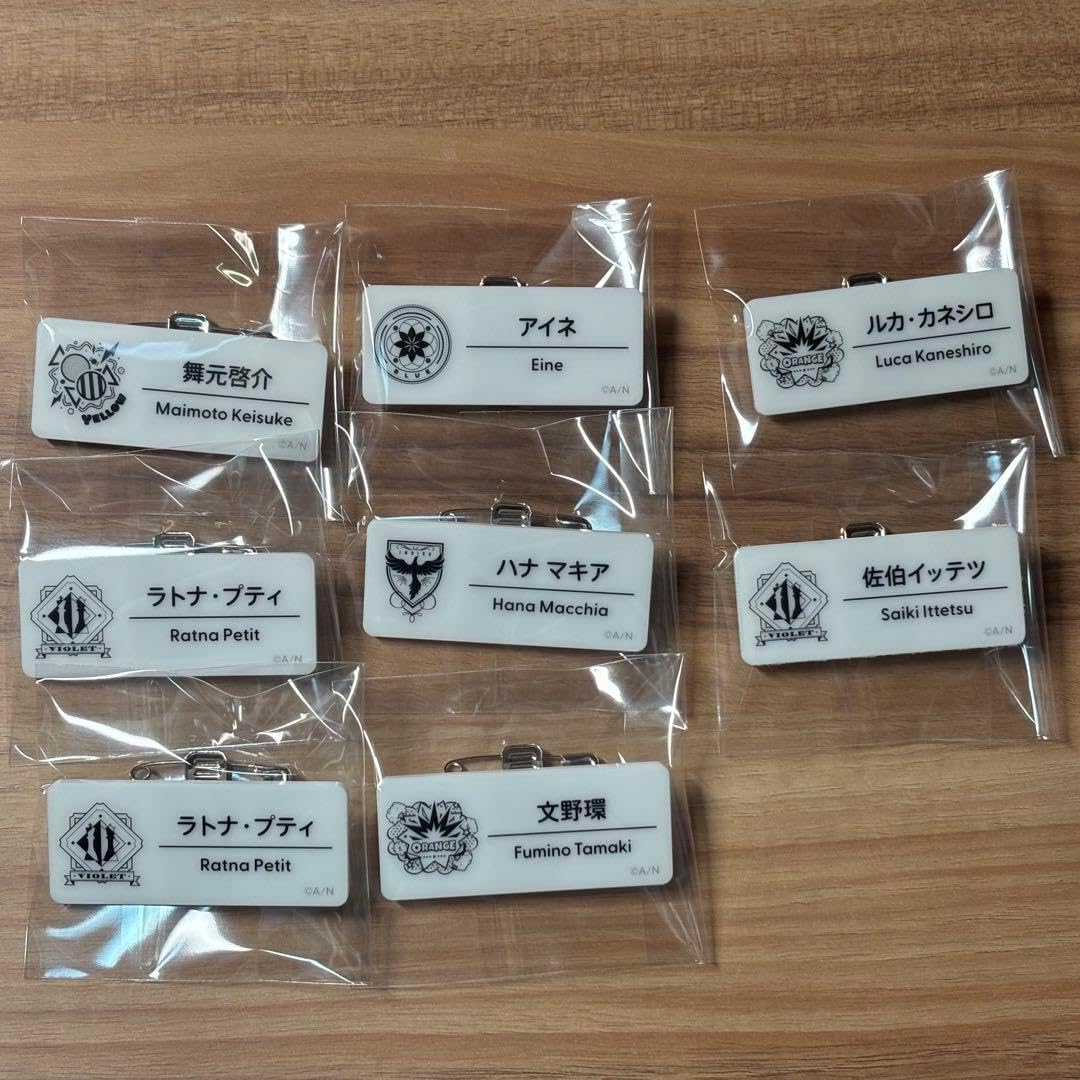 舞元啓介
Maimoto Keisuke
YELLOW
©A/N
アイネ
Eine
BLUE
©A/N
ルカ・カネシロ
Luca Kaneshiro
ORANGE
©A/N
ラトナ・プティ
Ratna Petit
VIOLET
©A/N
INDIGO
ハナ マキア
Hana Macchia
©A/N
佐伯イッテツ
Saiki Ittetsu
VIOLET
©A/N
ラトナ・プティ
Ratna Petit
VIOLET
©A/N
文野環
Fumino Tamaki
ORANGE
©A/N